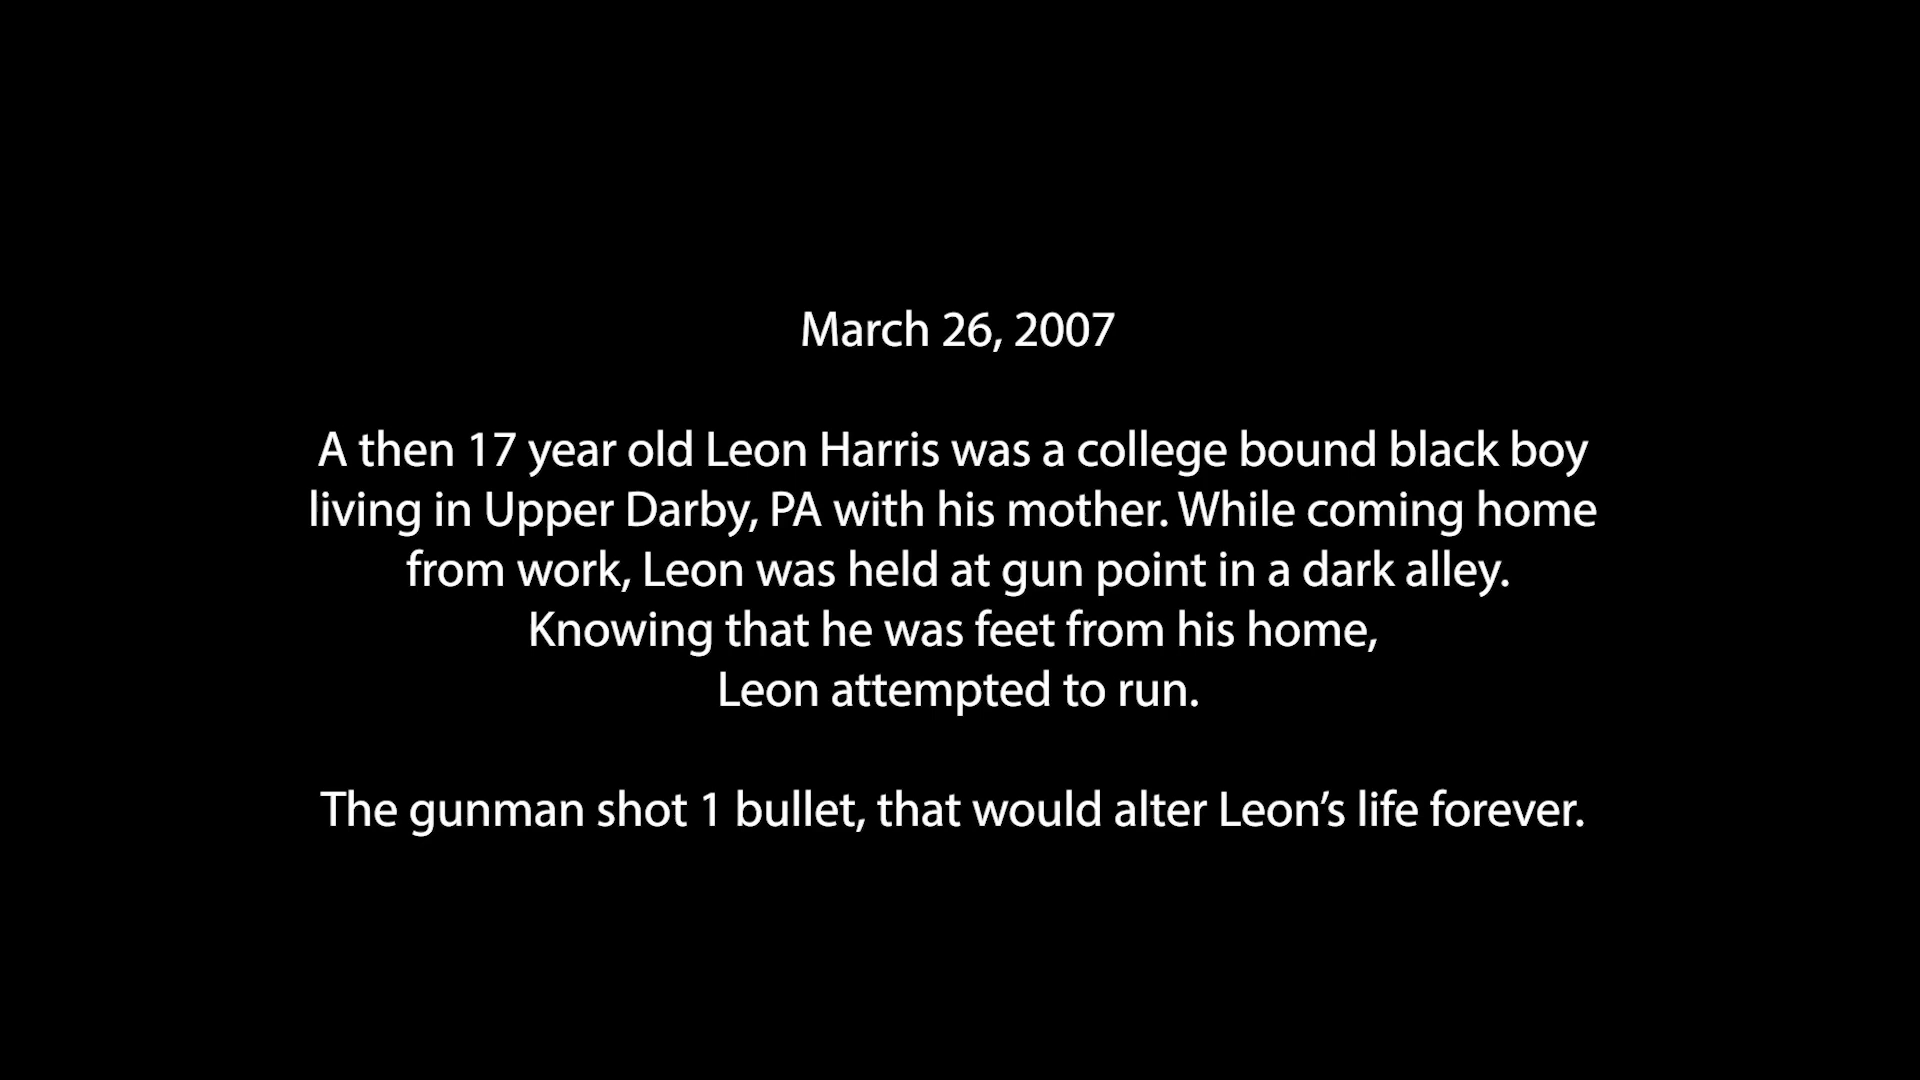 March 26, 2007
A then 17 year old Leon Harris was a college bound black boy
living in Upper Darby, PA with his mother. While coming home
from work, Leon was held at gun point in a dark alley.
Knowing that he was feet from his home,
Leon attempted to run.
The gunman shot 1 bullet, that would alter Leon’s life forever.